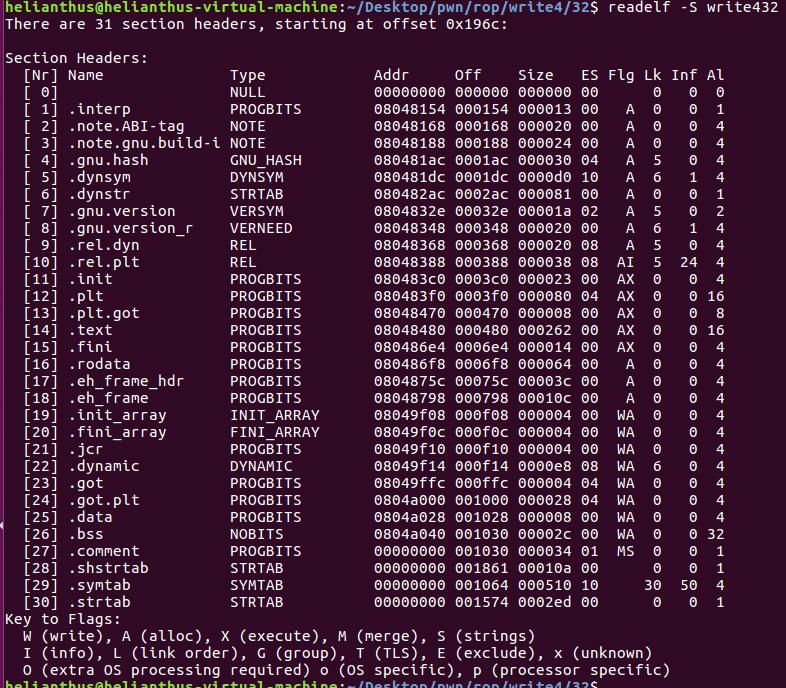 helianthus@helianthus-virtual-machine:~/Desktop/pwn/rop/write4/32$ readelf -S write432
There are 31 section headers, starting at offset 0x196c:
Section Headers:
[Nr] Name Type Addr Off Size ES Flg Lk Inf Al
[ 0] NULL 00000000 000000 000000 00 0 0 0
[ 1] .interp PROGBITS 08048154 000154 000013 00 A 0 0 1
[ 2] .note.ABI-tag NOTE 08048168 000168 000020 00 A 0 0 4
[ 3] .note.gnu.build-i NOTE 08048188 000188 000024 00 A 0 0 4
[ 4] .gnu.hash GNU_HASH 080481ac 0001ac 000030 04 A 5 0 4
[ 5] .dynsym DYNSYM 080481dc 0001dc 0000d0 10 A 6 1 4
[ 6] .dynstr STRTAB 080482ac 0002ac 000081 00 A 0 0 1
[ 7] .gnu.version VERSYM 0804832e 00032e 00001a 02 A 5 0 2
[ 8] .gnu.version_r VERNEED 08048348 000348 000020 00 A 6 1 4
[ 9] .rel.dyn REL 08048368 000368 000020 08 A 5 0 4
[10] .rel.plt REL 08048388 000388 000038 08 AI 5 24 4
[11] .init PROGBITS 080483c0 0003c0 000023 00 AX 0 0 4
[12] .plt PROGBITS 080483f0 0003f0 000080 04 AX 0 0 16
[13] .plt.got PROGBITS 08048470 000470 000008 00 AX 0 0 8
[14] .text PROGBITS 08048480 000480 000262 00 AX 0 0 16
[15] .fini PROGBITS 080486e4 0006e4 000014 00 AX 0 0 4
[16] .rodata PROGBITS 080486f8 0006f8 000064 00 A 0 0 4
[17] .eh_frame_hdr PROGBITS 0804875c 00075c 00003c 00 A 0 0 4
[18] .eh_frame PROGBITS 08048798 000798 00010c 00 A 0 0 4
[19] .init_array INIT_ARRAY 08049f08 000f08 000004 00 WA 0 0 4
[20] .fini_array FINI_ARRAY 08049f0c 000f0c 000004 00 WA 0 0 4
[21] .jcr PROGBITS 08049f10 000f10 000004 00 WA 0 0 4
[22] .dynamic DYNAMIC 08049f14 000f14 0000e8 08 WA 6 0 4
[23] .got PROGBITS 08049ffc 000ffc 000004 04 WA 0 0 4
[24] .got.plt PROGBITS 0804a000 001000 000028 04 WA 0 0 4
[25] .data PROGBITS 0804a028 001028 000008 00 WA 0 0 4
[26] .bss NOBITS 0804a040 001030 00002c 00 WA 0 0 32
[27] .comment PROGBITS 00000000 001030 000034 01 MS 0 0 1
[28] .shstrtab STRTAB 00000000 001861 00010a 00 0 0 1
[29] .symtab SYMTAB 00000000 001064 000510 10 30 50 4
[30] .strtab STRTAB 00000000 001574 0002ed 00 0 0 1
Key to Flags:
W (write), A (alloc), X (execute), M (merge), S (strings)
I (info), L (link order), G (group), T (TLS), E (exclude), x (unknown)
O (extra OS processing required) o (OS specific), p (processor specific)
helianthus@helianthus-virtual-machine:~/Desktop/pwn/rop/write4/32$